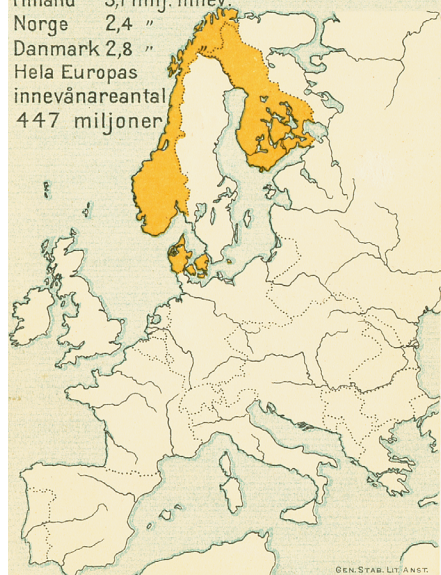 Norge 2,4 "
Danmark 2,8 "
Hela Europas
innevånareantal
447 miljoner
GEN. STAB. LIT. ANST.